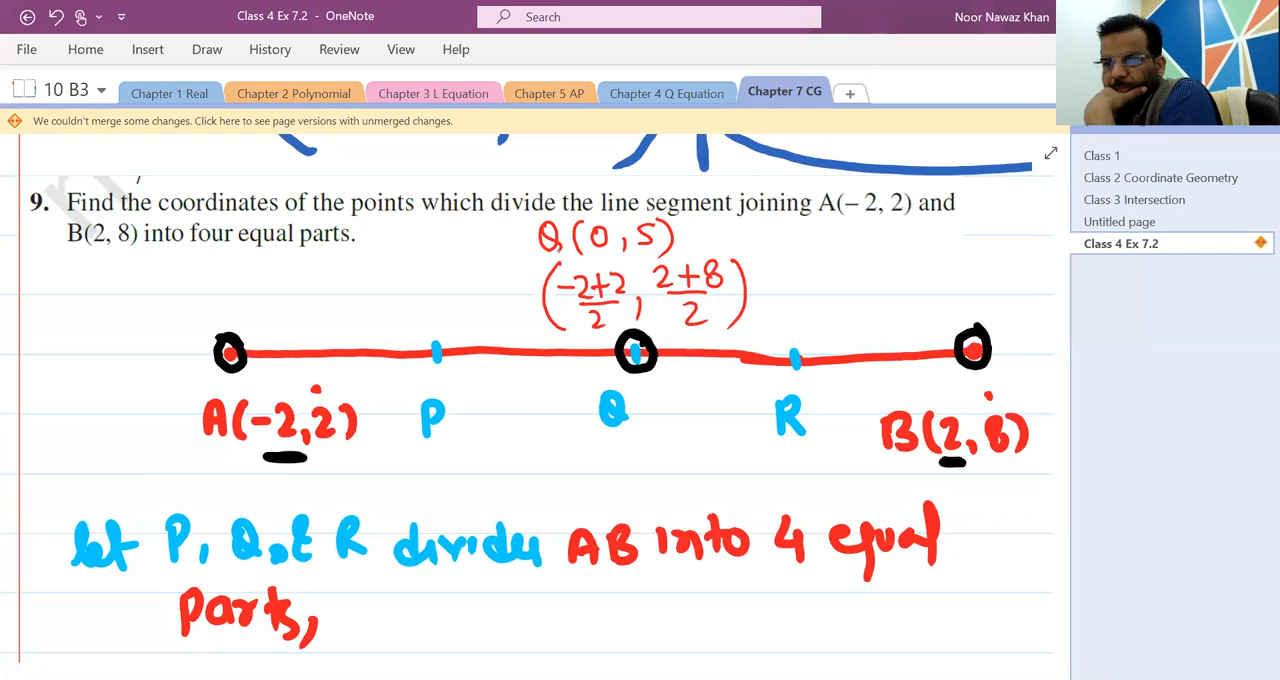 Class 4 Ex 7.2 - OneNote
Search
Noor Nawaz Khan
File Home Insert Draw History Review View Help
10 B3
Chapter 1 Real
Chapter 2 Polynomial
Chapter 3 L Equation
Chapter 5 AP
Chapter 4 Q Equation
Chapter 7 CG
We couldn't merge some changes. Click here to see page versions with unmerged changes.
Class 1
Class 2 Coordinate Geometry
Class 3 Intersection
Untitled page
Class 4 Ex 7.2
9. Find the coordinates of the points which divide the line segment joining A(– 2, 2) and
B(2, 8) into four equal parts.
Q(0,5)
(-2+2/2, 2+8/2)
A(-2,2) P Q R B(2,8)
let P, Q, & R divides AB into 4 equal
parts,